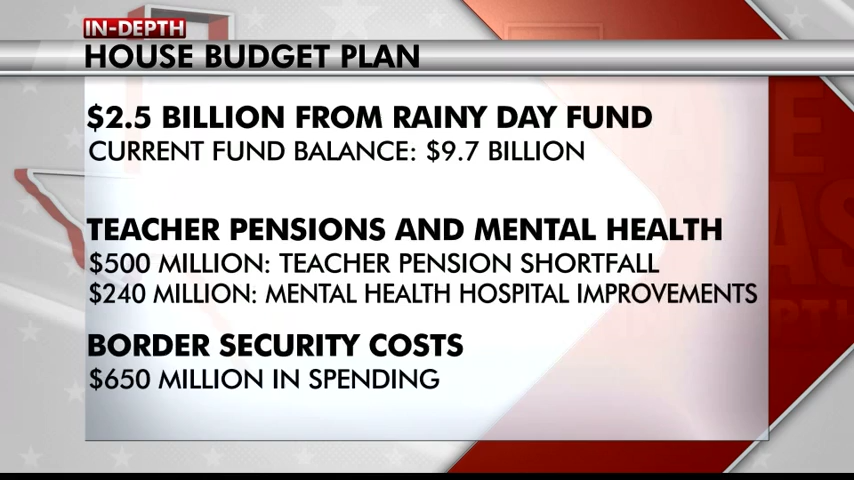 IN-DEPTH
HOUSE BUDGET PLAN
$2.5 BILLION FROM RAINY DAY FUND
CURRENT FUND BALANCE: $9.7 BILLION
TEACHER PENSIONS AND MENTAL HEALTH
$500 MILLION: TEACHER PENSION SHORTFALL
$240 MILLION: MENTAL HEALTH HOSPITAL IMPROVEMENTS
BORDER SECURITY COSTS
$650 MILLION IN SPENDING